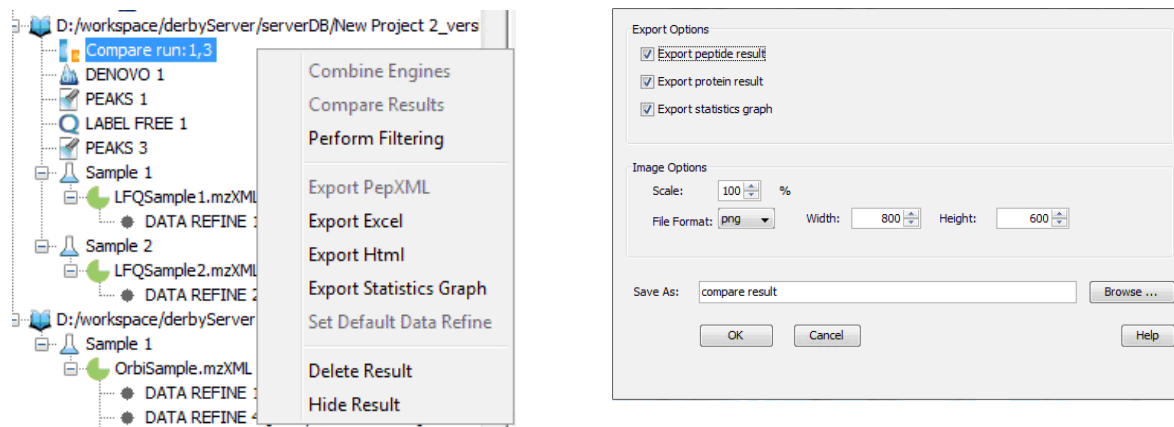 D:/workspace/derbyServer/serverDB/New Project 2_versi
Compare run:1,3
DENOVO 1
PEAKS 1
LABEL FREE 1
PEAKS 3
Sample 1
LFQSample1.mzXML
DATA REFINE 1
Sample 2
LFQSample2.mzXML
DATA REFINE 2
D:/workspace/derbyServer
Sample 1
OrbiSample.mzXML
DATA REFINE 1
DATA REFINE 4
Combine Engines
Compare Results
Perform Filtering
Export PepXML
Export Excel
Export Html
Export Statistics Graph
Set Default Data Refine
Delete Result
Hide Result
Export Options
Export peptide result
Export protein result
Export statistics graph
Image Options
Scale: 100 %
File Format: png Width: 800 Height: 600
Save As: compare result Browse ...
OK Cancel Help